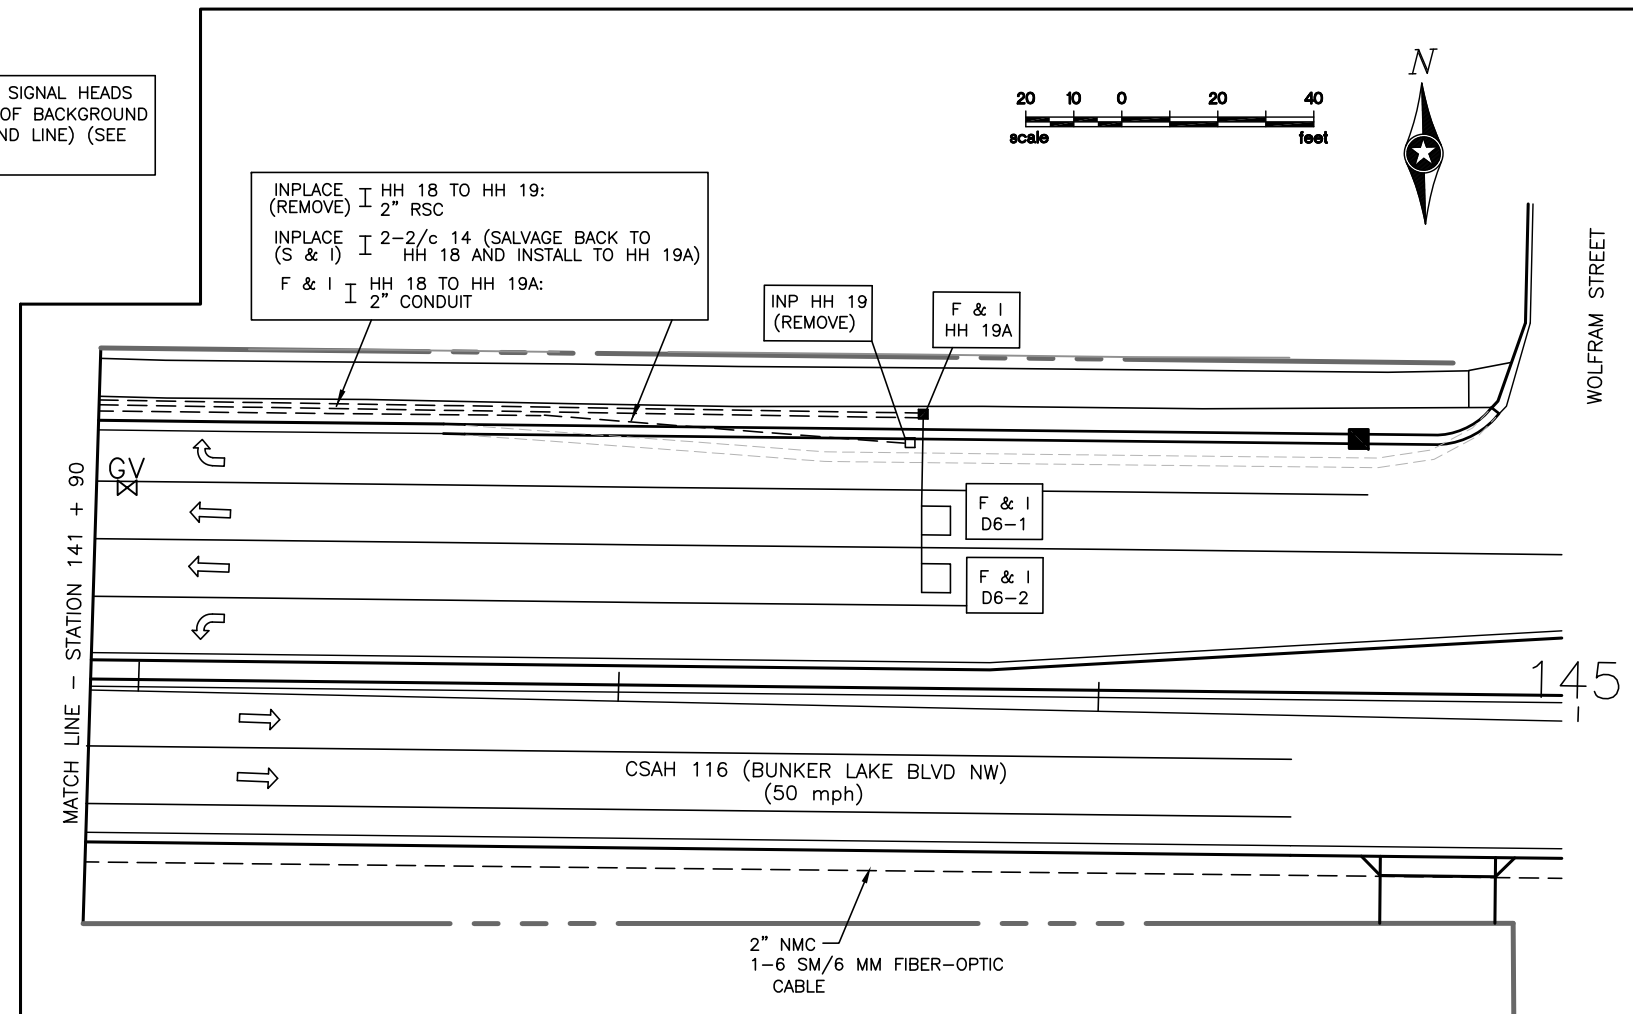 SIGNAL HEADS
OF BACKGROUND
ND LINE) (SEE
N
20 10 0 20 40
scale feet
INPLACE
(REMOVE)
HH 18 TO HH 19:
2" RSC
INPLACE
(S & I)
2-2/c 14 (SALVAGE BACK TO
HH 18 AND INSTALL TO HH 19A)
F & I
HH 18 TO HH 19A:
2" CONDUIT
INP HH 19
(REMOVE)
F & I
HH 19A
WOLFRAM STREET
GV
MATCH LINE - STATION 141 + 90
F & I
D6-1
F & I
D6-2
145
CSAH 116 (BUNKER LAKE BLVD NW)
(50 mph)
2" NMC
1-6 SM/6 MM FIBER-OPTIC
CABLE